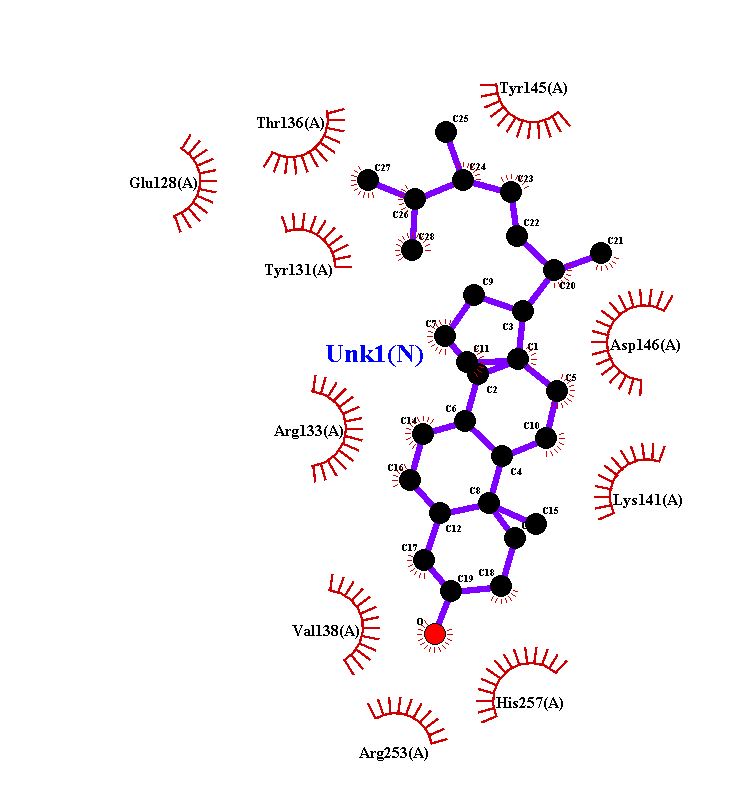 Tyr145(A)
Thr136(A)
C25
C27
C24
C23
Glu128(A)
C26
C28
C22
C21
Tyr131(A)
C20
C9
C3
C7
Unk1(N)
C11
C1
Asp146(A)
C2
C5
C6
C14
C10
Arg133(A)
C4
C16
C8
Lys141(A)
C15
C12
C17
C19
C18
O
Val138(A)
His257(A)
Arg253(A)